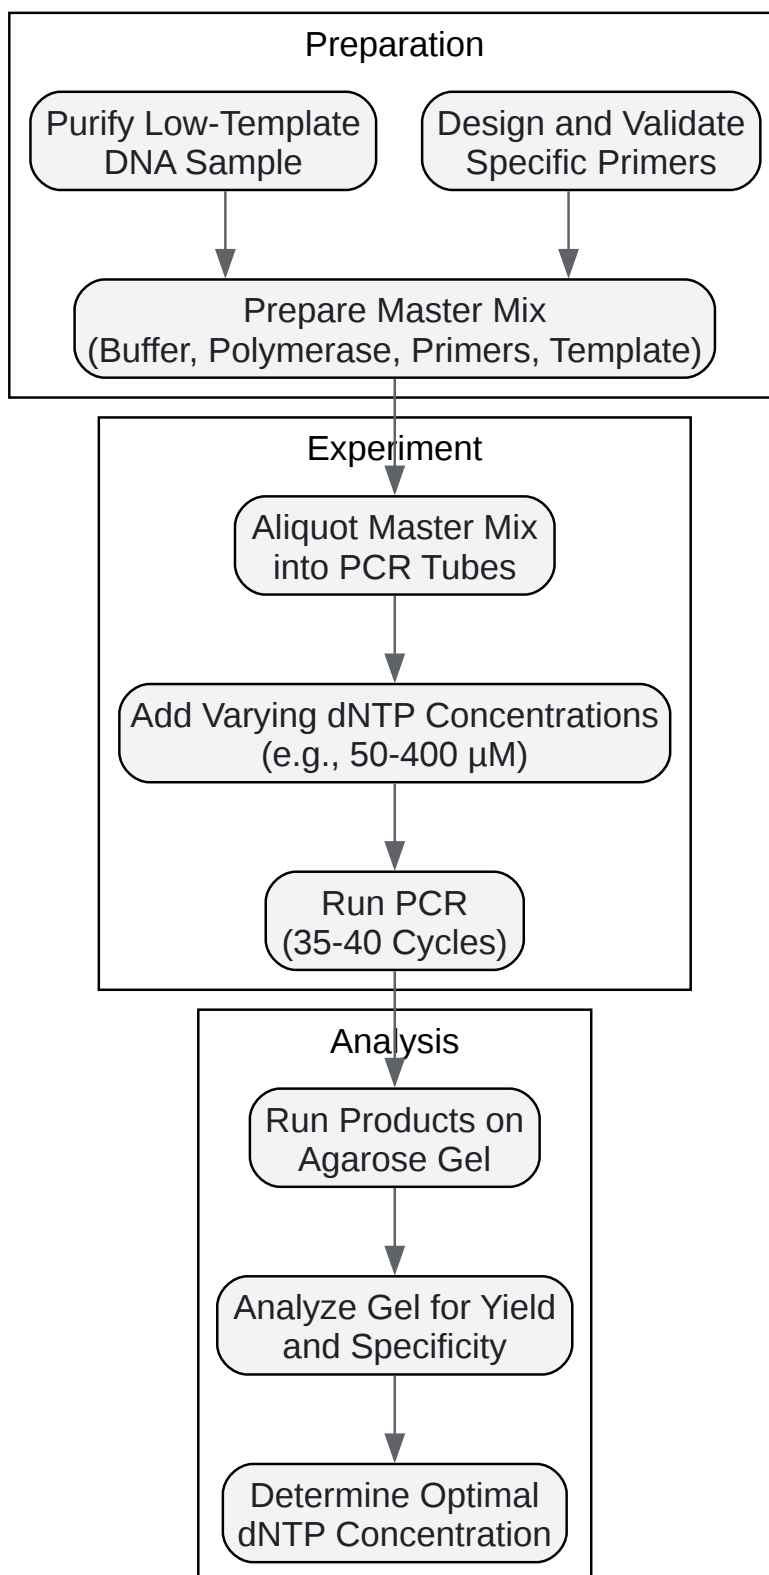 Preparation
Purify Low-Template
DNA Sample
Design and Validate
Specific Primers
Prepare Master Mix
(Buffer, Polymerase, Primers, Template)
Experiment
Aliquot Master Mix
into PCR Tubes
Add Varying dNTP Concentrations
(e.g., 50-400 µM)
Run PCR
(35-40 Cycles)
Analysis
Run Products on
Agarose Gel
Analyze Gel for Yield
and Specificity
Determine Optimal
dNTP Concentration